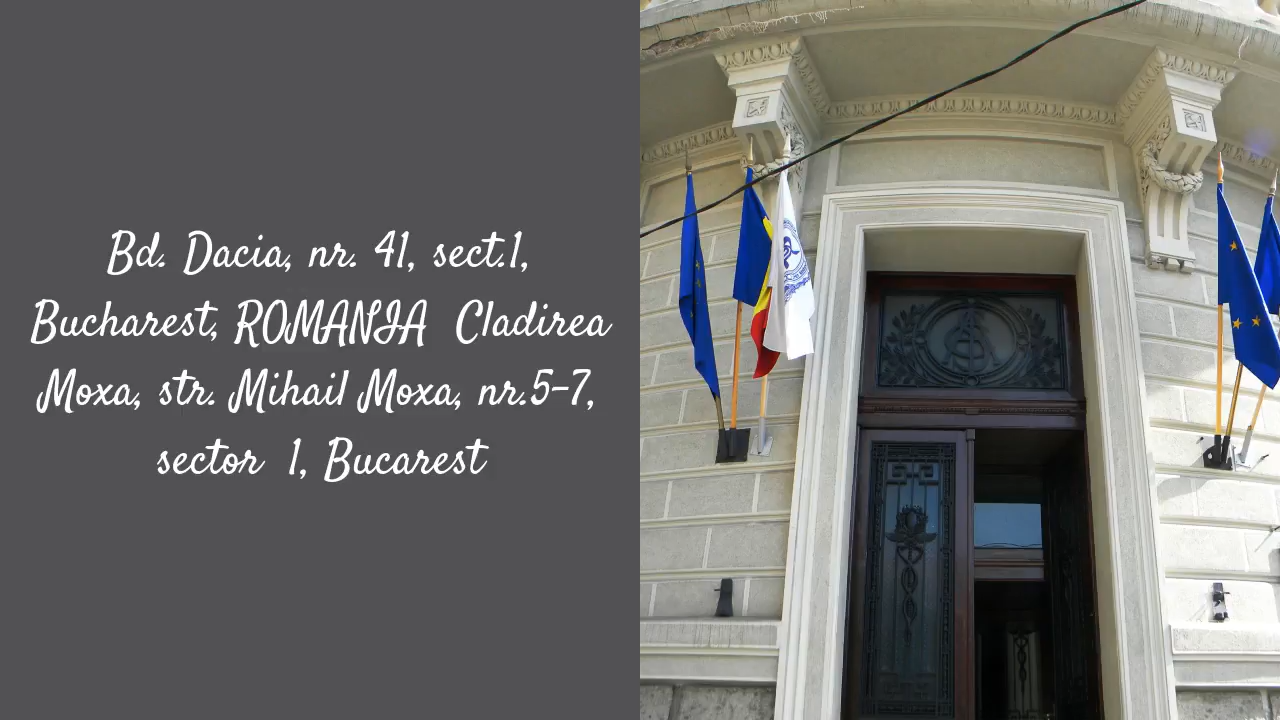 Bd. Dacia, nr. 41, sect.1,
Bucharest, ROMANIA Cladirea
Moxa, str. Mihail Moxa, nr.5-7,
sector 1, Bucarest